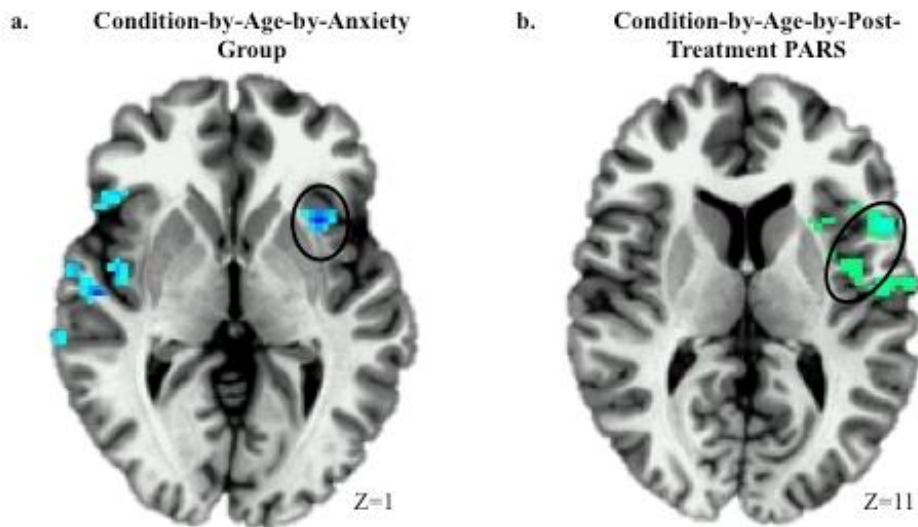 a. Condition-by-Age-by-Anxiety
Group
b. Condition-by-Age-by-Post-
Treatment PARS
Z=1
Z=11